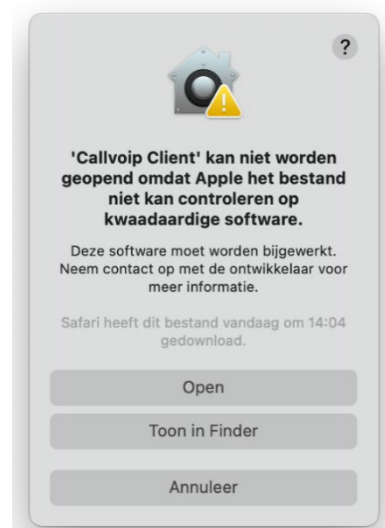 ?
'Callvoip Client' kan niet worden
geopend omdat Apple het bestand
niet kan controleren op
kwaadaardige software.
Deze software moet worden bijgewerkt.
Neem contact op met de ontwikkelaar voor
meer informatie.
Safari heeft dit bestand vandaag om 14:04
gedownload.
Open
Toon in Finder
Annuleer